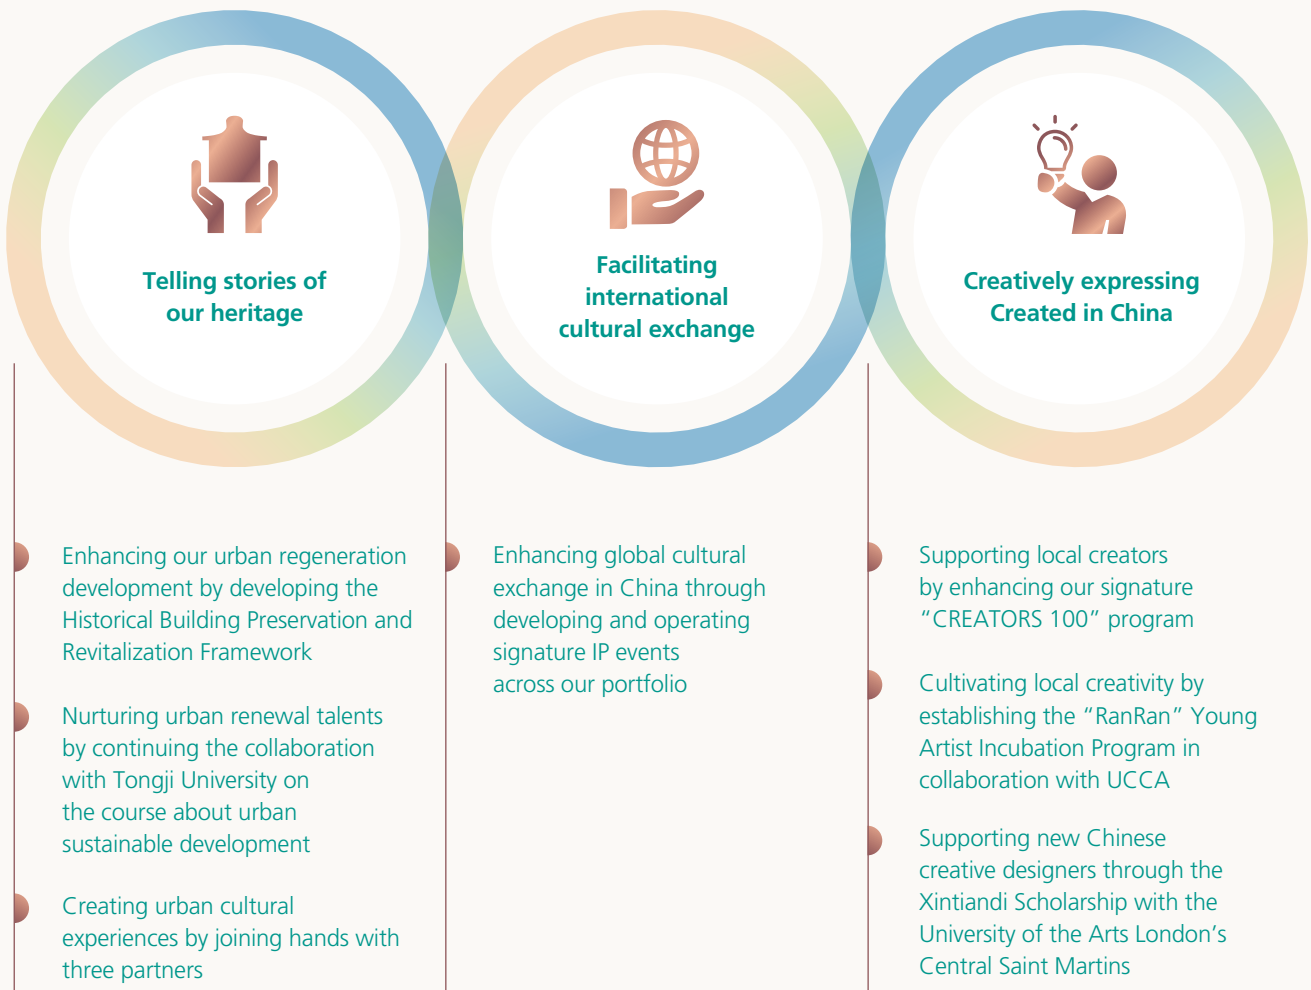 Telling stories of
our heritage
Facilitating
international
cultural exchange
Creatively expressing
Created in China
Enhancing our urban regeneration
development by developing the
Historical Building Preservation and
Revitalization Framework
Nurturing urban renewal talents
by continuing the collaboration
with Tongji University on
the course about urban
sustainable development
Creating urban cultural
experiences by joining hands with
three partners
Enhancing global cultural
exchange in China through
developing and operating
signature IP events
across our portfolio
Supporting local creators
by enhancing our signature
“CREATORS 100” program
Cultivating local creativity by
establishing the “RanRan” Young
Artist Incubation Program in
collaboration with UCCA
Supporting new Chinese
creative designers through the
Xintiandi Scholarship with the
University of the Arts London’s
Central Saint Martins